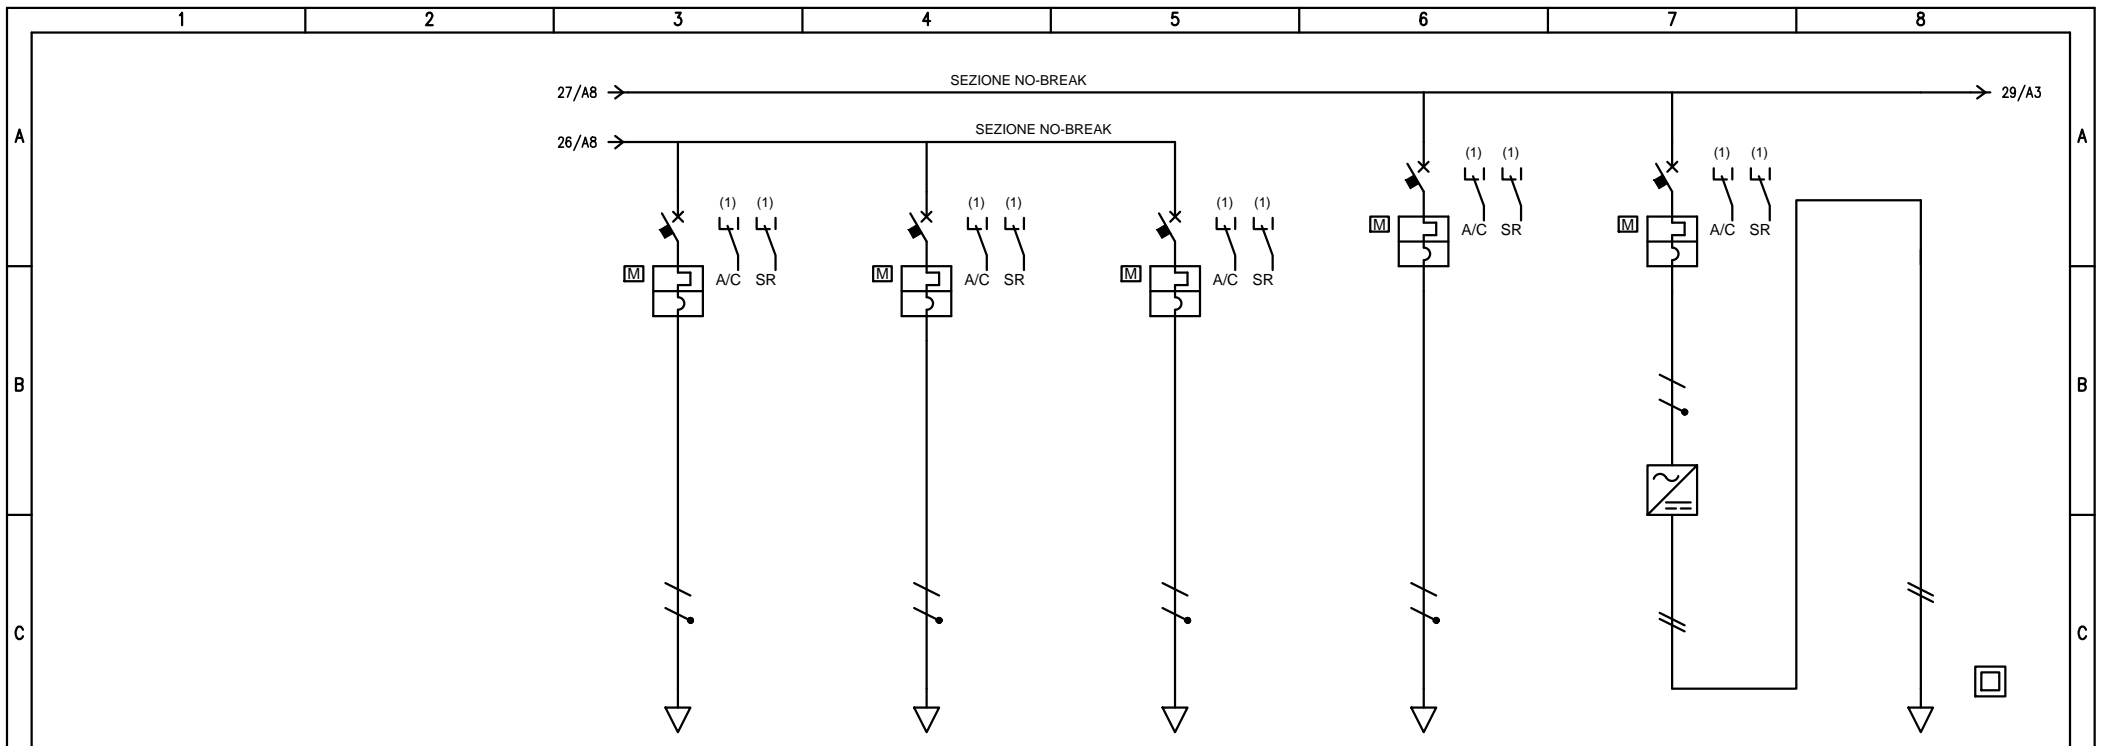 1 2 3 4 5 6 7 8
SEZIONE NO-BREAK
27/A8 29/A3
SEZIONE NO-BREAK
26/A8
A A
(1) (1) (1) (1)
(1) (1) (1) (1) (1) (1)
M A/C SR M A/C SR
M A/C SR M A/C SR M A/C SR
B B
C C